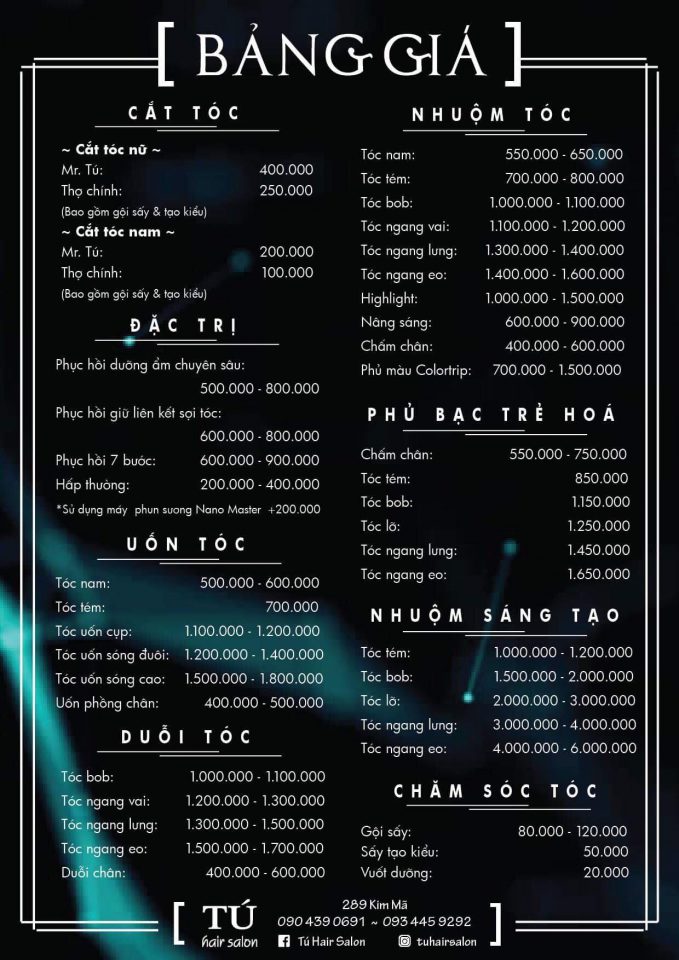 [ BẢNG GIÁ ]
CẮT TÓC
~ Cắt tóc nữ ~
Mr. Tú: 400.000
Thợ chính: 250.000
(Bao gồm gội sấy & tạo kiểu)
~ Cắt tóc nam ~
Mr. Tú: 200.000
Thợ chính: 100.000
(Bao gồm gội sấy & tạo kiểu)
ĐẶC TRỊ
Phục hồi dưỡng ẩm chuyên sâu:
500.000 - 800.000
Phục hồi giữ liên kết sợi tóc:
600.000 - 800.000
Phục hồi 7 bước: 600.000 - 900.000
Hấp thường: 200.000 - 400.000
*Sử dụng máy phun sương Nano Master +200.000
UỐN TÓC
Tóc nam: 500.000 - 600.000
Tóc tém: 700.000
Tóc uốn cụp: 1.100.000 - 1.200.000
Tóc uốn sóng đuôi: 1.200.000 - 1.400.000
Tóc uốn sóng cao: 1.500.000 - 1.800.000
Uốn phồng chân: 400.000 - 500.000
DUỖI TÓC
Tóc bob: 1.000.000 - 1.100.000
Tóc ngang vai: 1.200.000 - 1.300.000
Tóc ngang lưng: 1.300.000 - 1.500.000
Tóc ngang eo: 1.500.000 - 1.700.000
Duỗi chân: 400.000 - 600.000
NHUỘM TÓC
Tóc nam: 550.000 - 650.000
Tóc tém: 700.000 - 800.000
Tóc bob: 1.000.000 - 1.100.000
Tóc ngang vai: 1.100.000 - 1.200.000
Tóc ngang lưng: 1.300.000 - 1.400.000
Tóc ngang eo: 1.400.000 - 1.600.000
Highlight: 1.000.000 - 1.500.000
Nâng sáng: 600.000 - 900.000
Chấm chân: 400.000 - 600.000
Phủ màu Colortrip: 700.000 - 1.500.000
PHỦ BẠC TRẺ HOÁ
Chấm chân: 550.000 - 750.000
Tóc tém: 850.000
Tóc bob: 1.150.000
Tóc lỡ: 1.250.000
Tóc ngang lưng: 1.450.000
Tóc ngang eo: 1.650.000
NHUỘM SÁNG TẠO
Tóc tém: 1.000.000 - 1.200.000
Tóc bob: 1.500.000 - 2.000.000
Tóc lỡ: 2.000.000 - 3.000.000
Tóc ngang lưng: 3.000.000 - 4.000.000
Tóc ngang eo: 4.000.000 - 6.000.000
CHĂM SÓC TÓC
Gội sấy: 80.000 - 120.000
Sấy tạo kiểu: 50.000
Vuốt dưỡng: 20.000
[ TÚ
hair salon
289 Kim Mã
090 439 0691 ~ 093 445 9292
Tú Hair Salon tuhairsalon ]